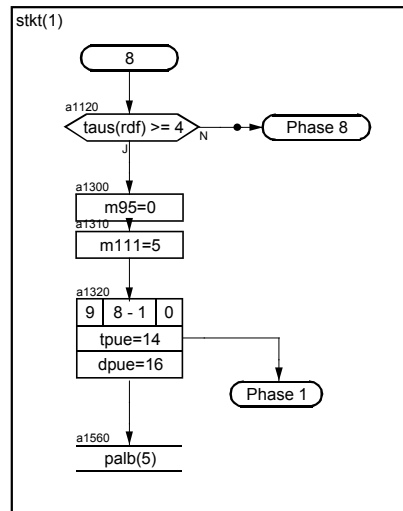 stkt(1)
8
a1120
taus(rdf) >= 4
N
Phase 8
J
a1300
m95=0
a1310
m111=5
a1320
9 8 - 1 0
tpue=14
dpue=16
Phase 1
a1560
palb(5)